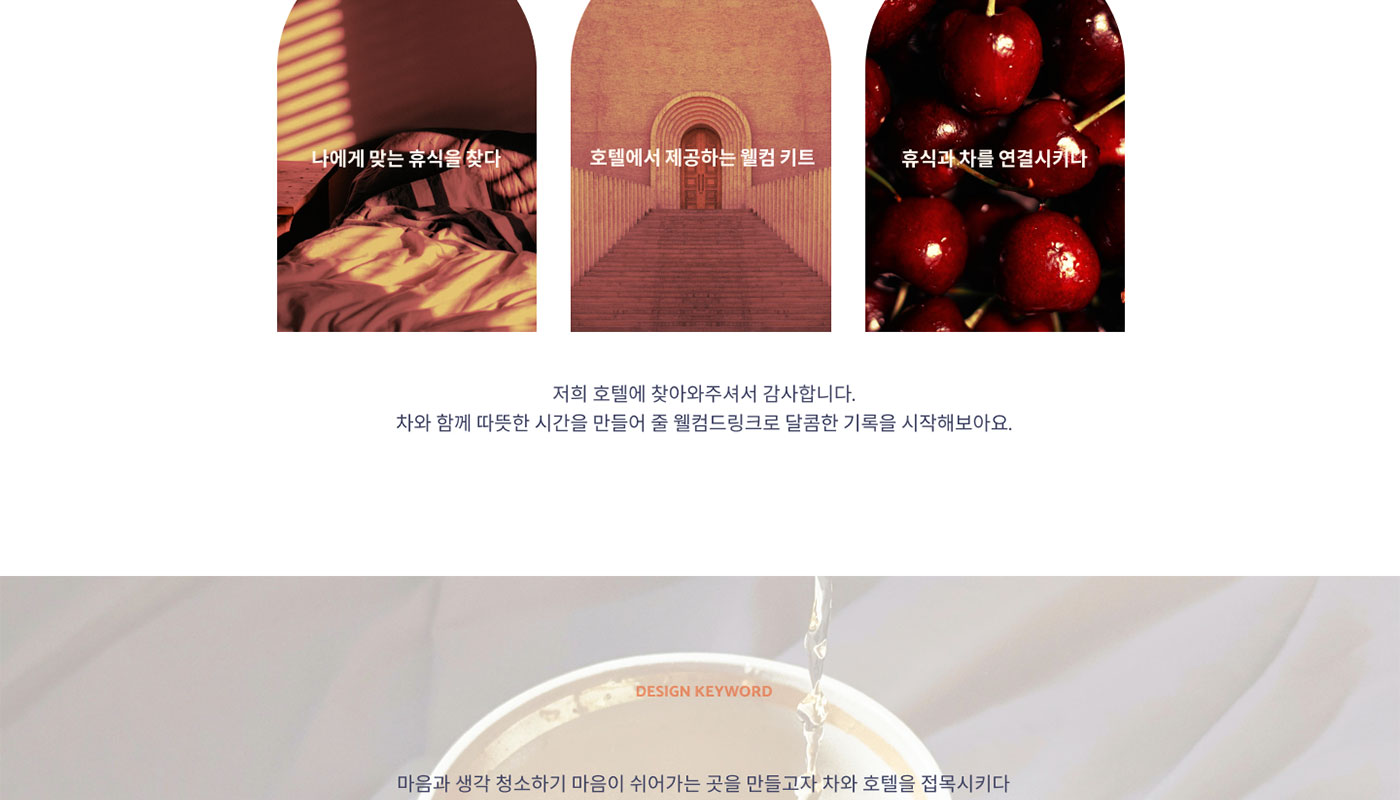 나에게 맞는 휴식을 찾다
호텔에서 제공하는 웰컴 키트
휴식과 차를 연결시키다
저희 호텔에 찾아와주셔서 감사합니다.
차와 함께 따뜻한 시간을 만들어 줄 웰컴드링크로 달콤한 기록을 시작해보아요.
DESIGN KEYWORD
마음과 생각 청소하기 마음이 쉬어가는 곳을 만들고자 차와 호텔을 접목시키다